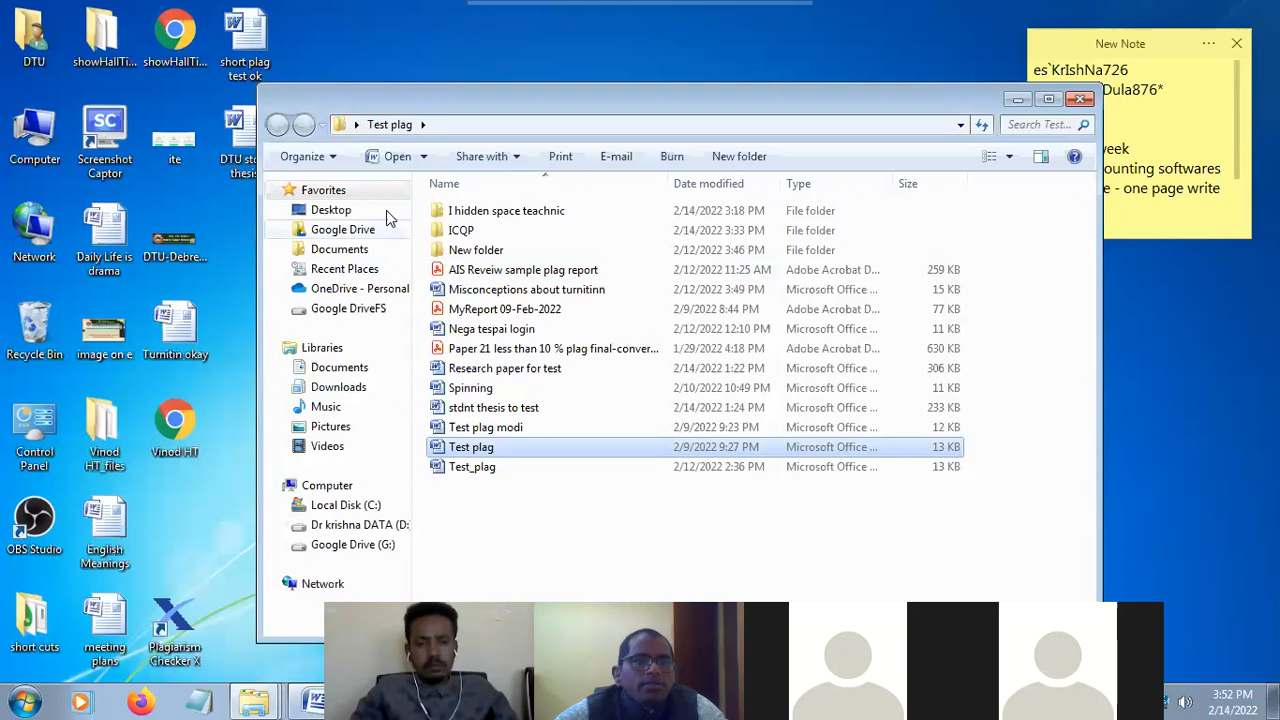 DTU
showHallTi...
showHallTi...
short plag
test ok
Computer
Screenshot
Captor
ite
DTU sto
thesis
Network
Daily Life is
drama
DTU-Debre...
Recycle Bin
image on e
Turnitin okay
Control
Panel
Vinod
HT_files
Vinod HT
OBS Studio
English
Meanings
short cuts
meeting
plans
Plagiarism
Checker X
Test plag
Search Test...
Organize
Open
Share with
Print
E-mail
Burn
New folder
Favorites
Desktop
Google Drive
Documents
Recent Places
OneDrive - Personal
Google DriveFS
Libraries
Documents
Downloads
Music
Pictures
Videos
Computer
Local Disk (C:)
Dr krishna DATA (D:
Google Drive (G:)
Network
Name Date modified Type Size
I hidden space teachnic 2/14/2022 3:18 PM File folder
ICQP 2/14/2022 3:33 PM File folder
New folder 2/12/2022 3:46 PM File folder
AIS Reveiw sample plag report 2/12/2022 11:25 AM Adobe Acrobat D... 259 KB
Misconceptions about turnitinn 2/12/2022 3:49 PM Microsoft Office ... 15 KB
MyReport 09-Feb-2022 2/9/2022 8:44 PM Adobe Acrobat D... 77 KB
Nega tespai login 2/12/2022 12:10 PM Microsoft Office ... 11 KB
Paper 21 less than 10 % plag final-conver... 1/29/2022 4:18 PM Adobe Acrobat D... 630 KB
Research paper for test 2/14/2022 1:22 PM Microsoft Office ... 306 KB
Spinning 2/10/2022 10:49 PM Microsoft Office ... 11 KB
stdnt thesis to test 2/14/2022 1:24 PM Microsoft Office ... 233 KB
Test plag modi 2/9/2022 9:23 PM Microsoft Office ... 12 KB
Test plag 2/9/2022 9:27 PM Microsoft Office ... 13 KB
Test_plag 2/12/2022 2:36 PM Microsoft Office ... 13 KB
New Note
es`KrIshNa726
Dula876*
week
ounting softwares
e - one page write
3:52 PM
2/14/2022